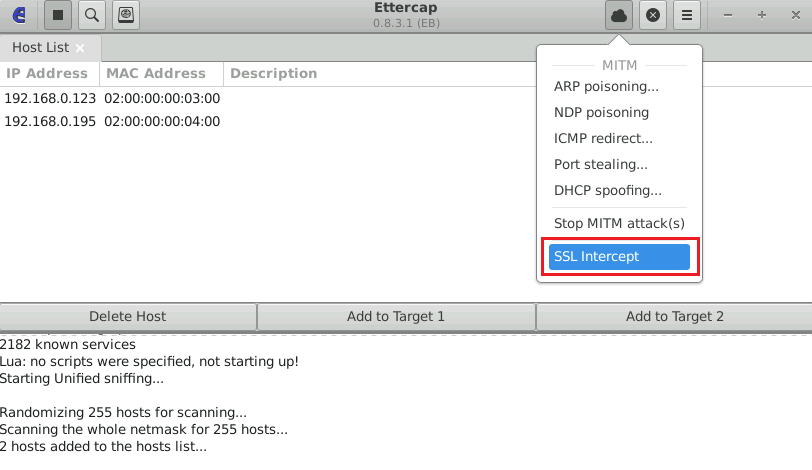 Ettercap
0.8.3.1 (EB)
Host List
IP Address MAC Address Description
192.168.0.123 02:00:00:00:03:00
192.168.0.195 02:00:00:00:04:00
MITM
ARP poisoning...
NDP poisoning
ICMP redirect...
Port stealing...
DHCP spoofing...
Stop MITM attack(s)
SSL Intercept
Delete Host Add to Target 1 Add to Target 2
2182 known services
Lua: no scripts were specified, not starting up!
Starting Unified sniffing...
Randomizing 255 hosts for scanning...
Scanning the whole netmask for 255 hosts...
2 hosts added to the hosts list...